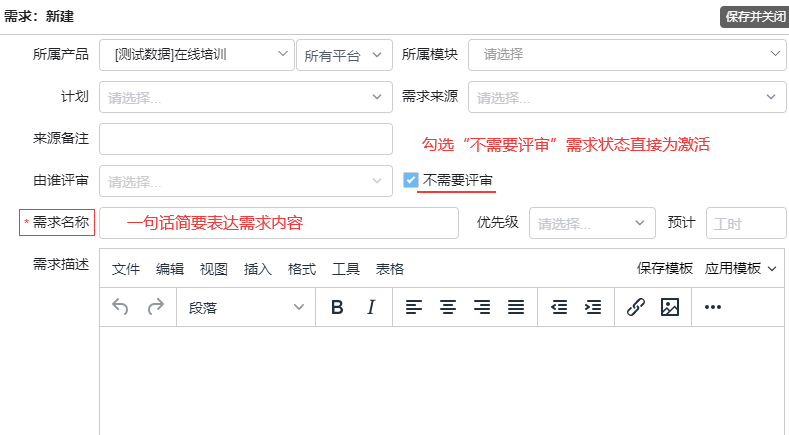 需求：新建 保存并关闭
所属产品 [测试数据]在线培训 所有平台 所属模块 请选择
计划 请选择... 需求来源 请选择...
来源备注 勾选“不需要评审”需求状态直接为激活
由谁评审 请选择... 不需要评审
* 需求名称 一句话简要表达需求内容 优先级 请选择... 预计 工时
需求描述 文件 编辑 视图 插入 格式 工具 表格 保存模板 应用模板
段落 B I